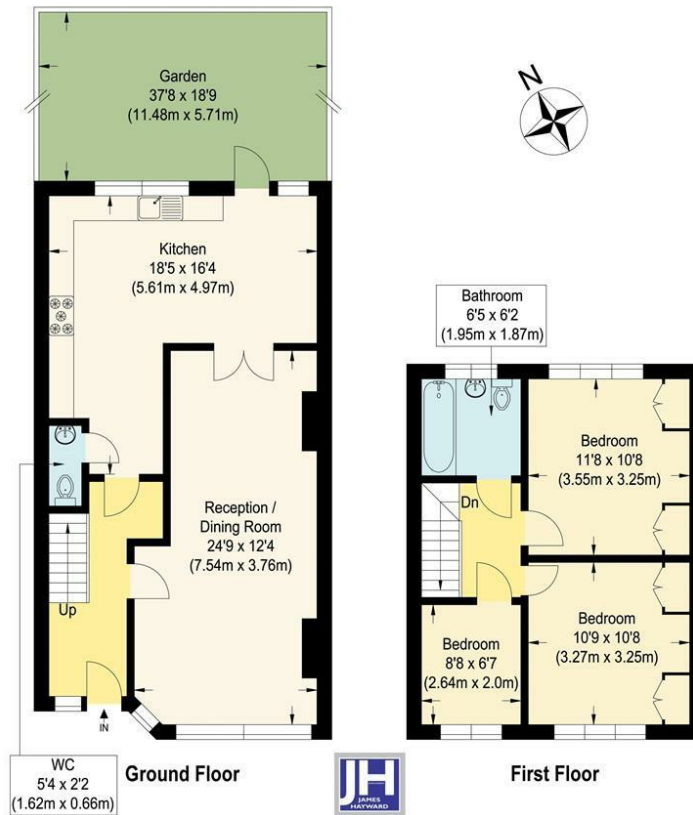 Garden
37'8 x 18'9
(11.48m x 5.71m)
N
Kitchen
18'5 x 16'4
(5.61m x 4.97m)
Bathroom
6'5 x 6'2
(1.95m x 1.87m)
Bedroom
11'8 x 10'8
(3.55m x 3.25m)
Reception /
Dining Room
24'9 x 12'4
(7.54m x 3.76m)
Dn
Up
Bedroom
10'9 x 10'8
(3.27m x 3.25m)
Bedroom
8'8 x 6'7
(2.64m x 2.0m)
IN
WC
5'4 x 2'2
(1.62m x 0.66m)
Ground Floor
JH
JAMES
HAYWARD
First Floor